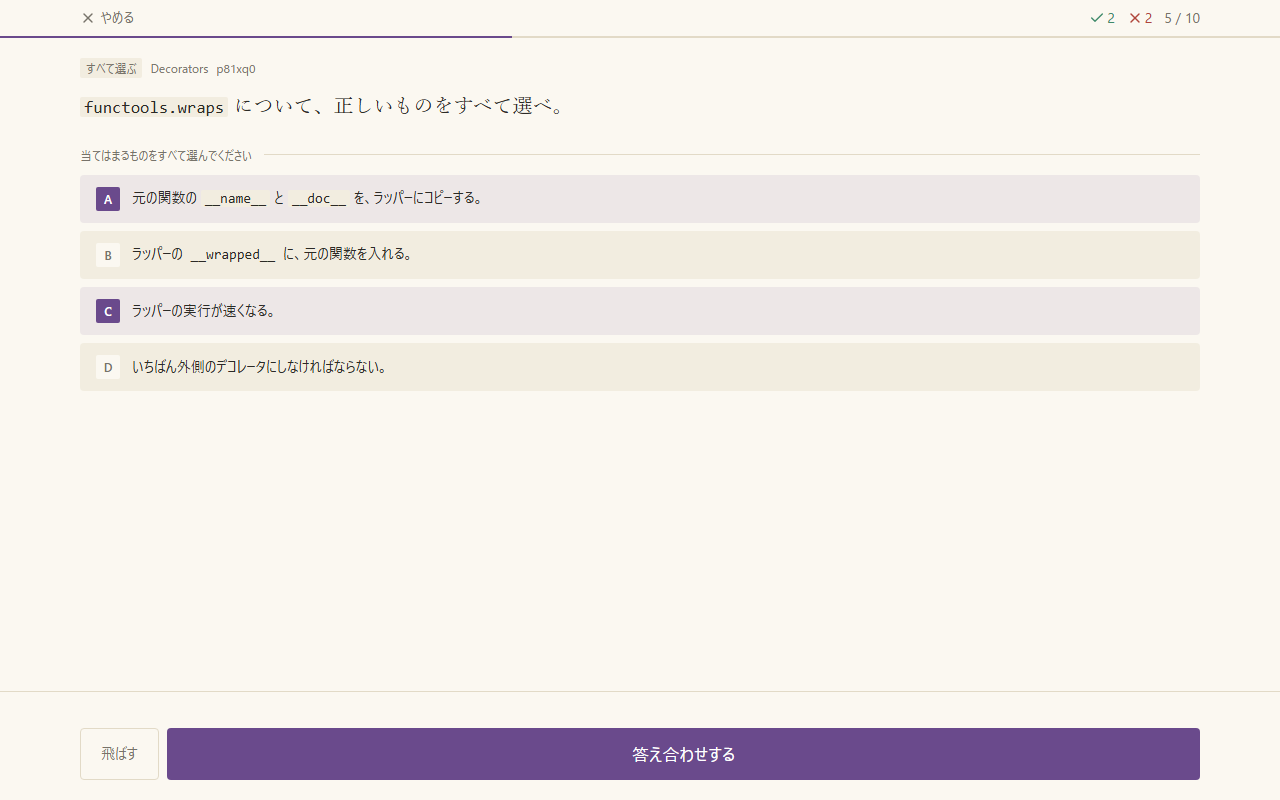 やめる
2 2 5 / 10
すべて選ぶ Decorators p81xq0
functools.wraps について、正しいものをすべて選べ。
当てはまるものをすべて選んでください
A 元の関数の __name__ と __doc__ を、ラッパーにコピーする。
B ラッパーの __wrapped__ に、元の関数を入れる。
C ラッパーの実行が速くなる。
D いちばん外側のデコレータにしなければならない。
飛ばす 答え合わせする